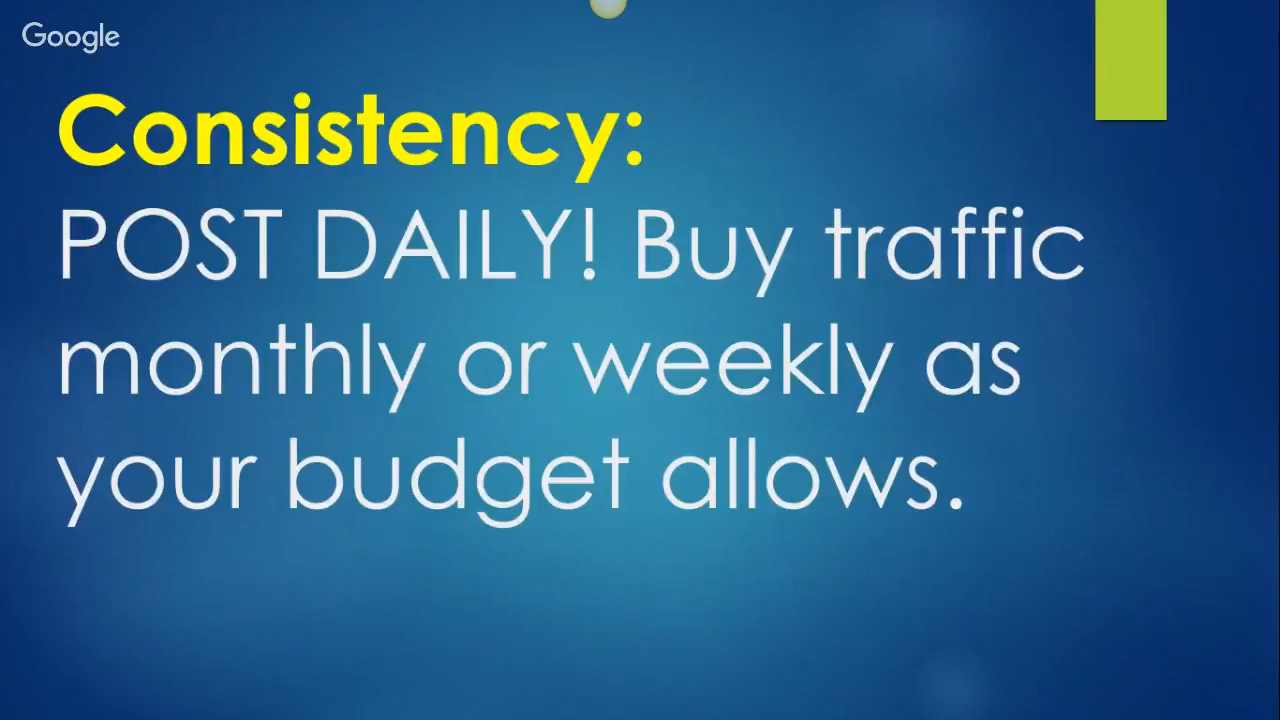 Google
Consistency:
POST DAILY! Buy traffic
monthly or weekly as
your budget allows.